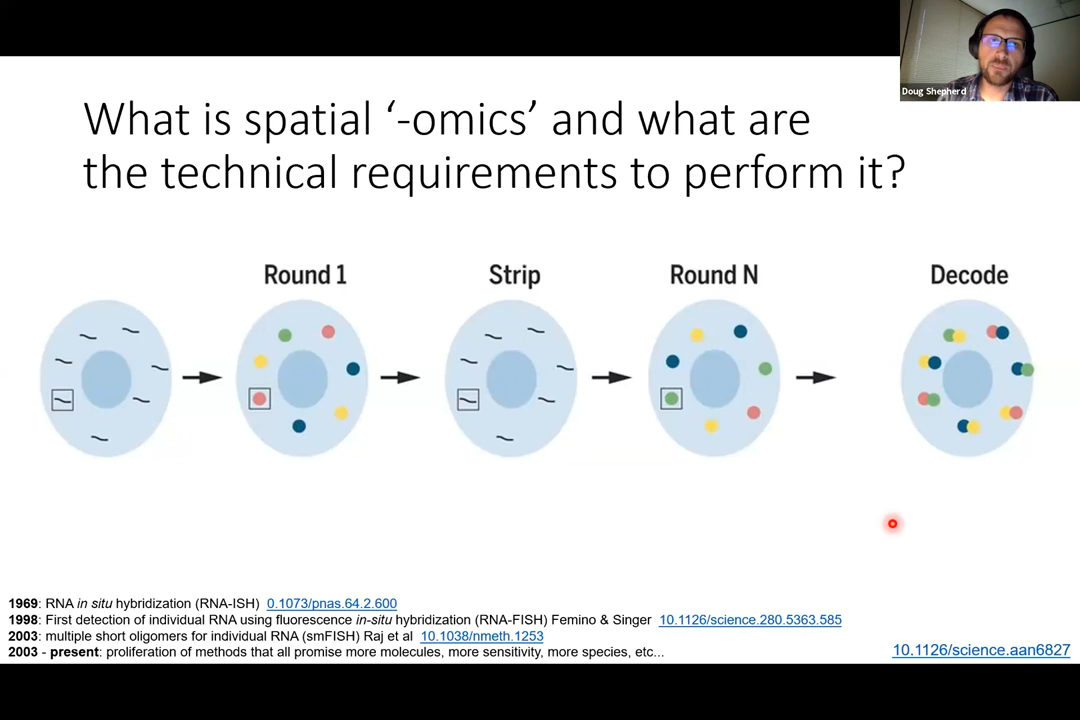 Doug Shepherd
What is spatial ‘-omics’ and what are
the technical requirements to perform it?
Round 1
Strip
Round N
Decode
1969: RNA in situ hybridization (RNA-ISH) 0.1073/pnas.64.2.600
1998: First detection of individual RNA using fluorescence in-situ hybridization (RNA-FISH) Femino & Singer 10.1126/science.280.5363.585
2003: multiple short oligomers for individual RNA (smFISH) Raj et al 10.1038/nmeth.1253
2003 - present: proliferation of methods that all promise more molecules, more sensitivity, more species, etc...
10.1126/science.aan6827